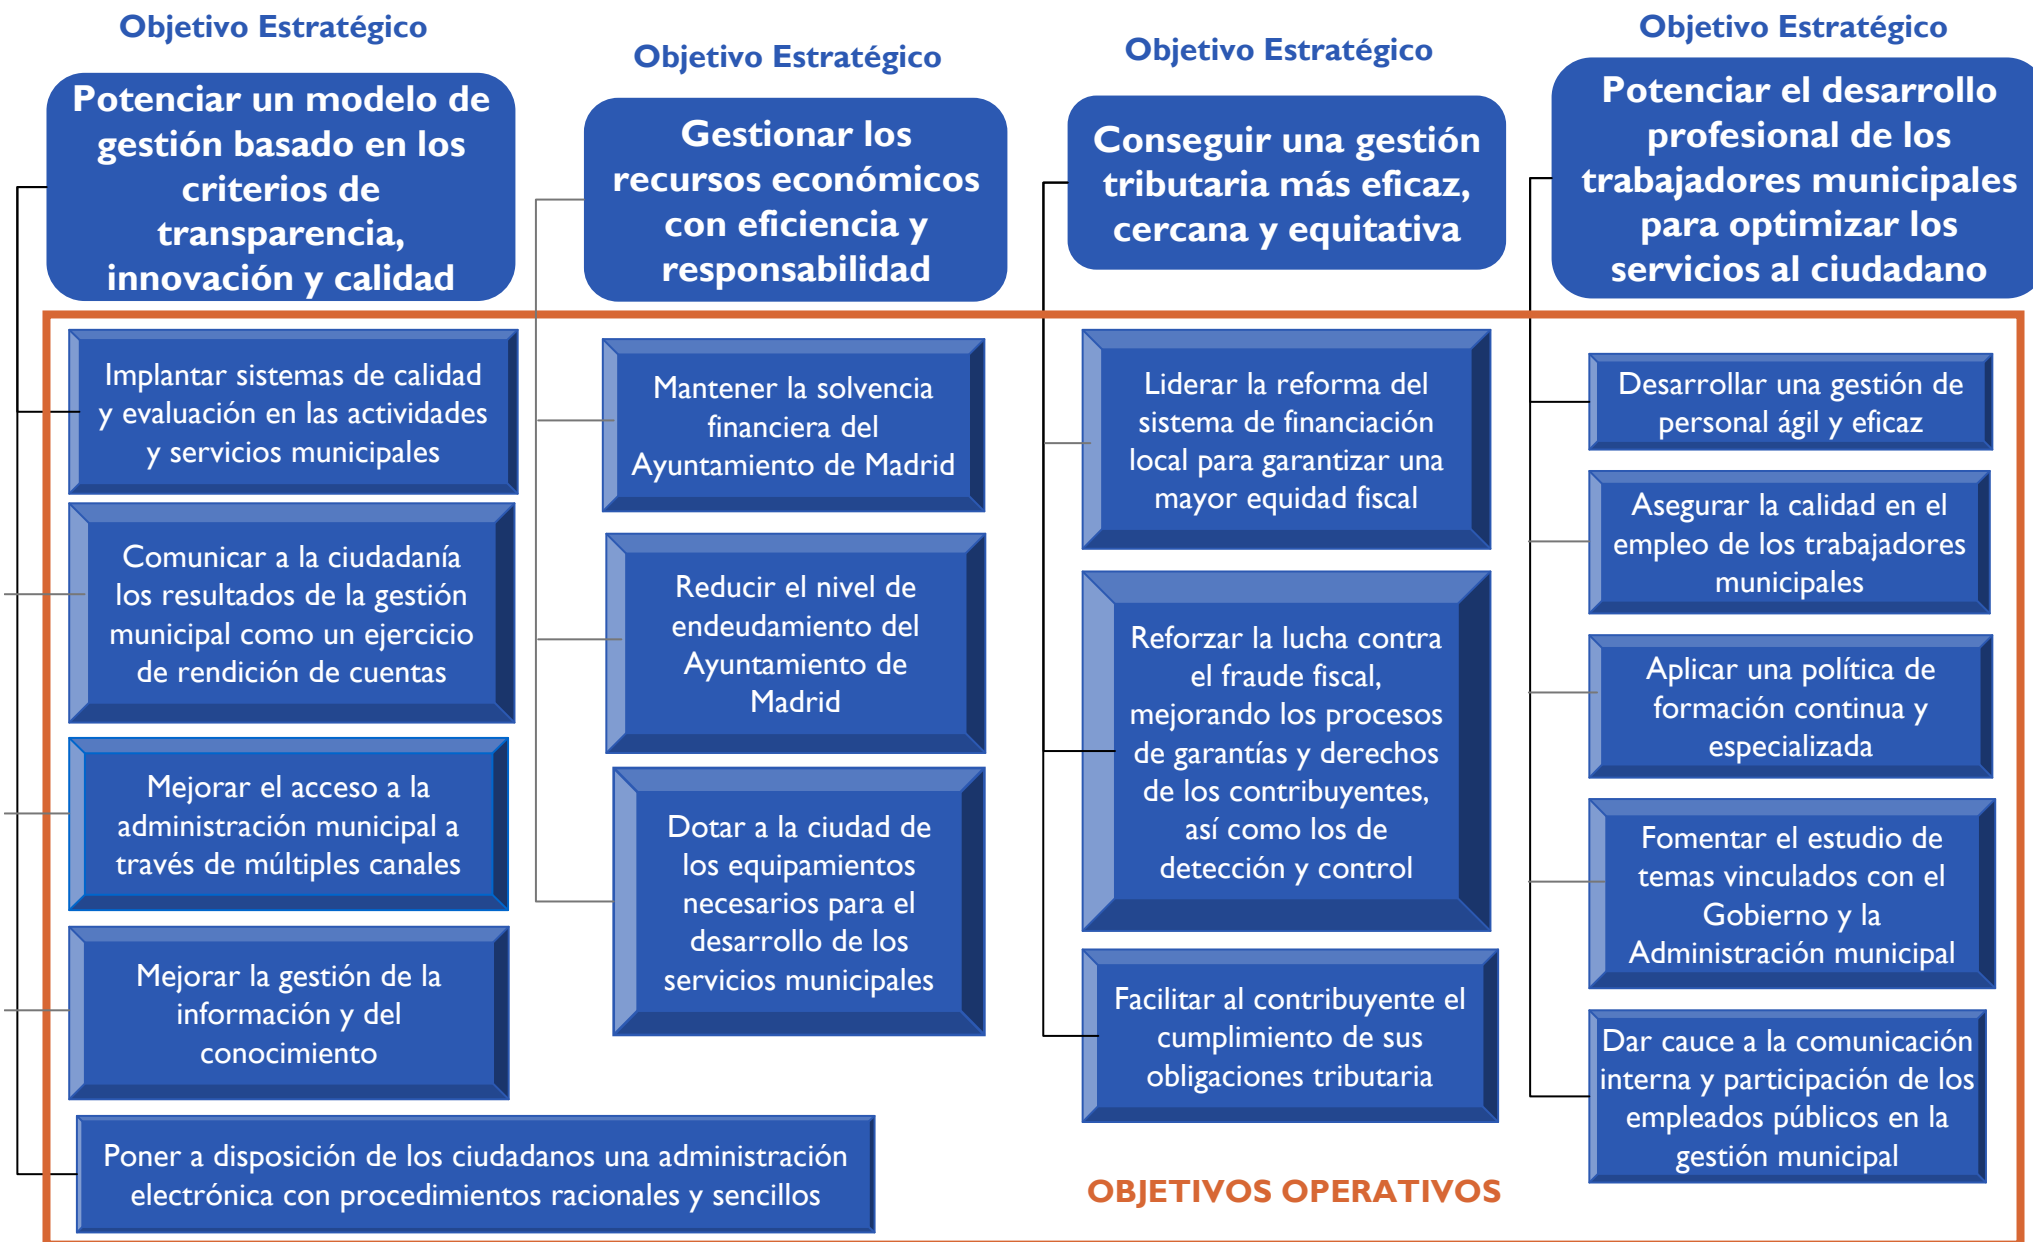 Objetivo Estratégico
Potenciar un modelo de
gestión basado en los
criterios de
transparencia,
innovación y calidad
Implantar sistemas de calidad
y evaluación en las actividades
y servicios municipales
Comunicar a la ciudadanía
los resultados de la gestión
municipal como un ejercicio
de rendición de cuentas
Mejorar el acceso a la
administración municipal a
través de múltiples canales
Mejorar la gestión de la
información y del
conocimiento
Poner a disposición de los ciudadanos una administración
electrónica con procedimientos racionales y sencillos
Objetivo Estratégico
Gestionar los
recursos económicos
con eficiencia y
responsabilidad
Mantener la solvencia
financiera del
Ayuntamiento de Madrid
Reducir el nivel de
endeudamiento del
Ayuntamiento de
Madrid
Dotar a la ciudad de
los equipamientos
necesarios para el
desarrollo de los
servicios municipales
Objetivo Estratégico
Conseguir una gestión
tributaria más eficaz,
cercana y equitativa
Liderar la reforma del
sistema de financiación
local para garantizar una
mayor equidad fiscal
Reforzar la lucha contra
el fraude fiscal,
mejorando los procesos
de garantías y derechos
de los contribuyentes,
así como los de
detección y control
Facilitar al contribuyente el
cumplimiento de sus
obligaciones tributaria
Objetivo Estratégico
Potenciar el desarrollo
profesional de los
trabajadores municipales
para optimizar los
servicios al ciudadano
Desarrollar una gestión de
personal ágil y eficaz
Asegurar la calidad en el
empleo de los trabajadores
municipales
Aplicar una política de
formación continua y
especializada
Fomentar el estudio de
temas vinculados con el
Gobierno y la
Administración municipal
Dar cauce a la comunicación
interna y participación de los
empleados públicos en la
gestión municipal
OBJETIVOS OPERATIVOS